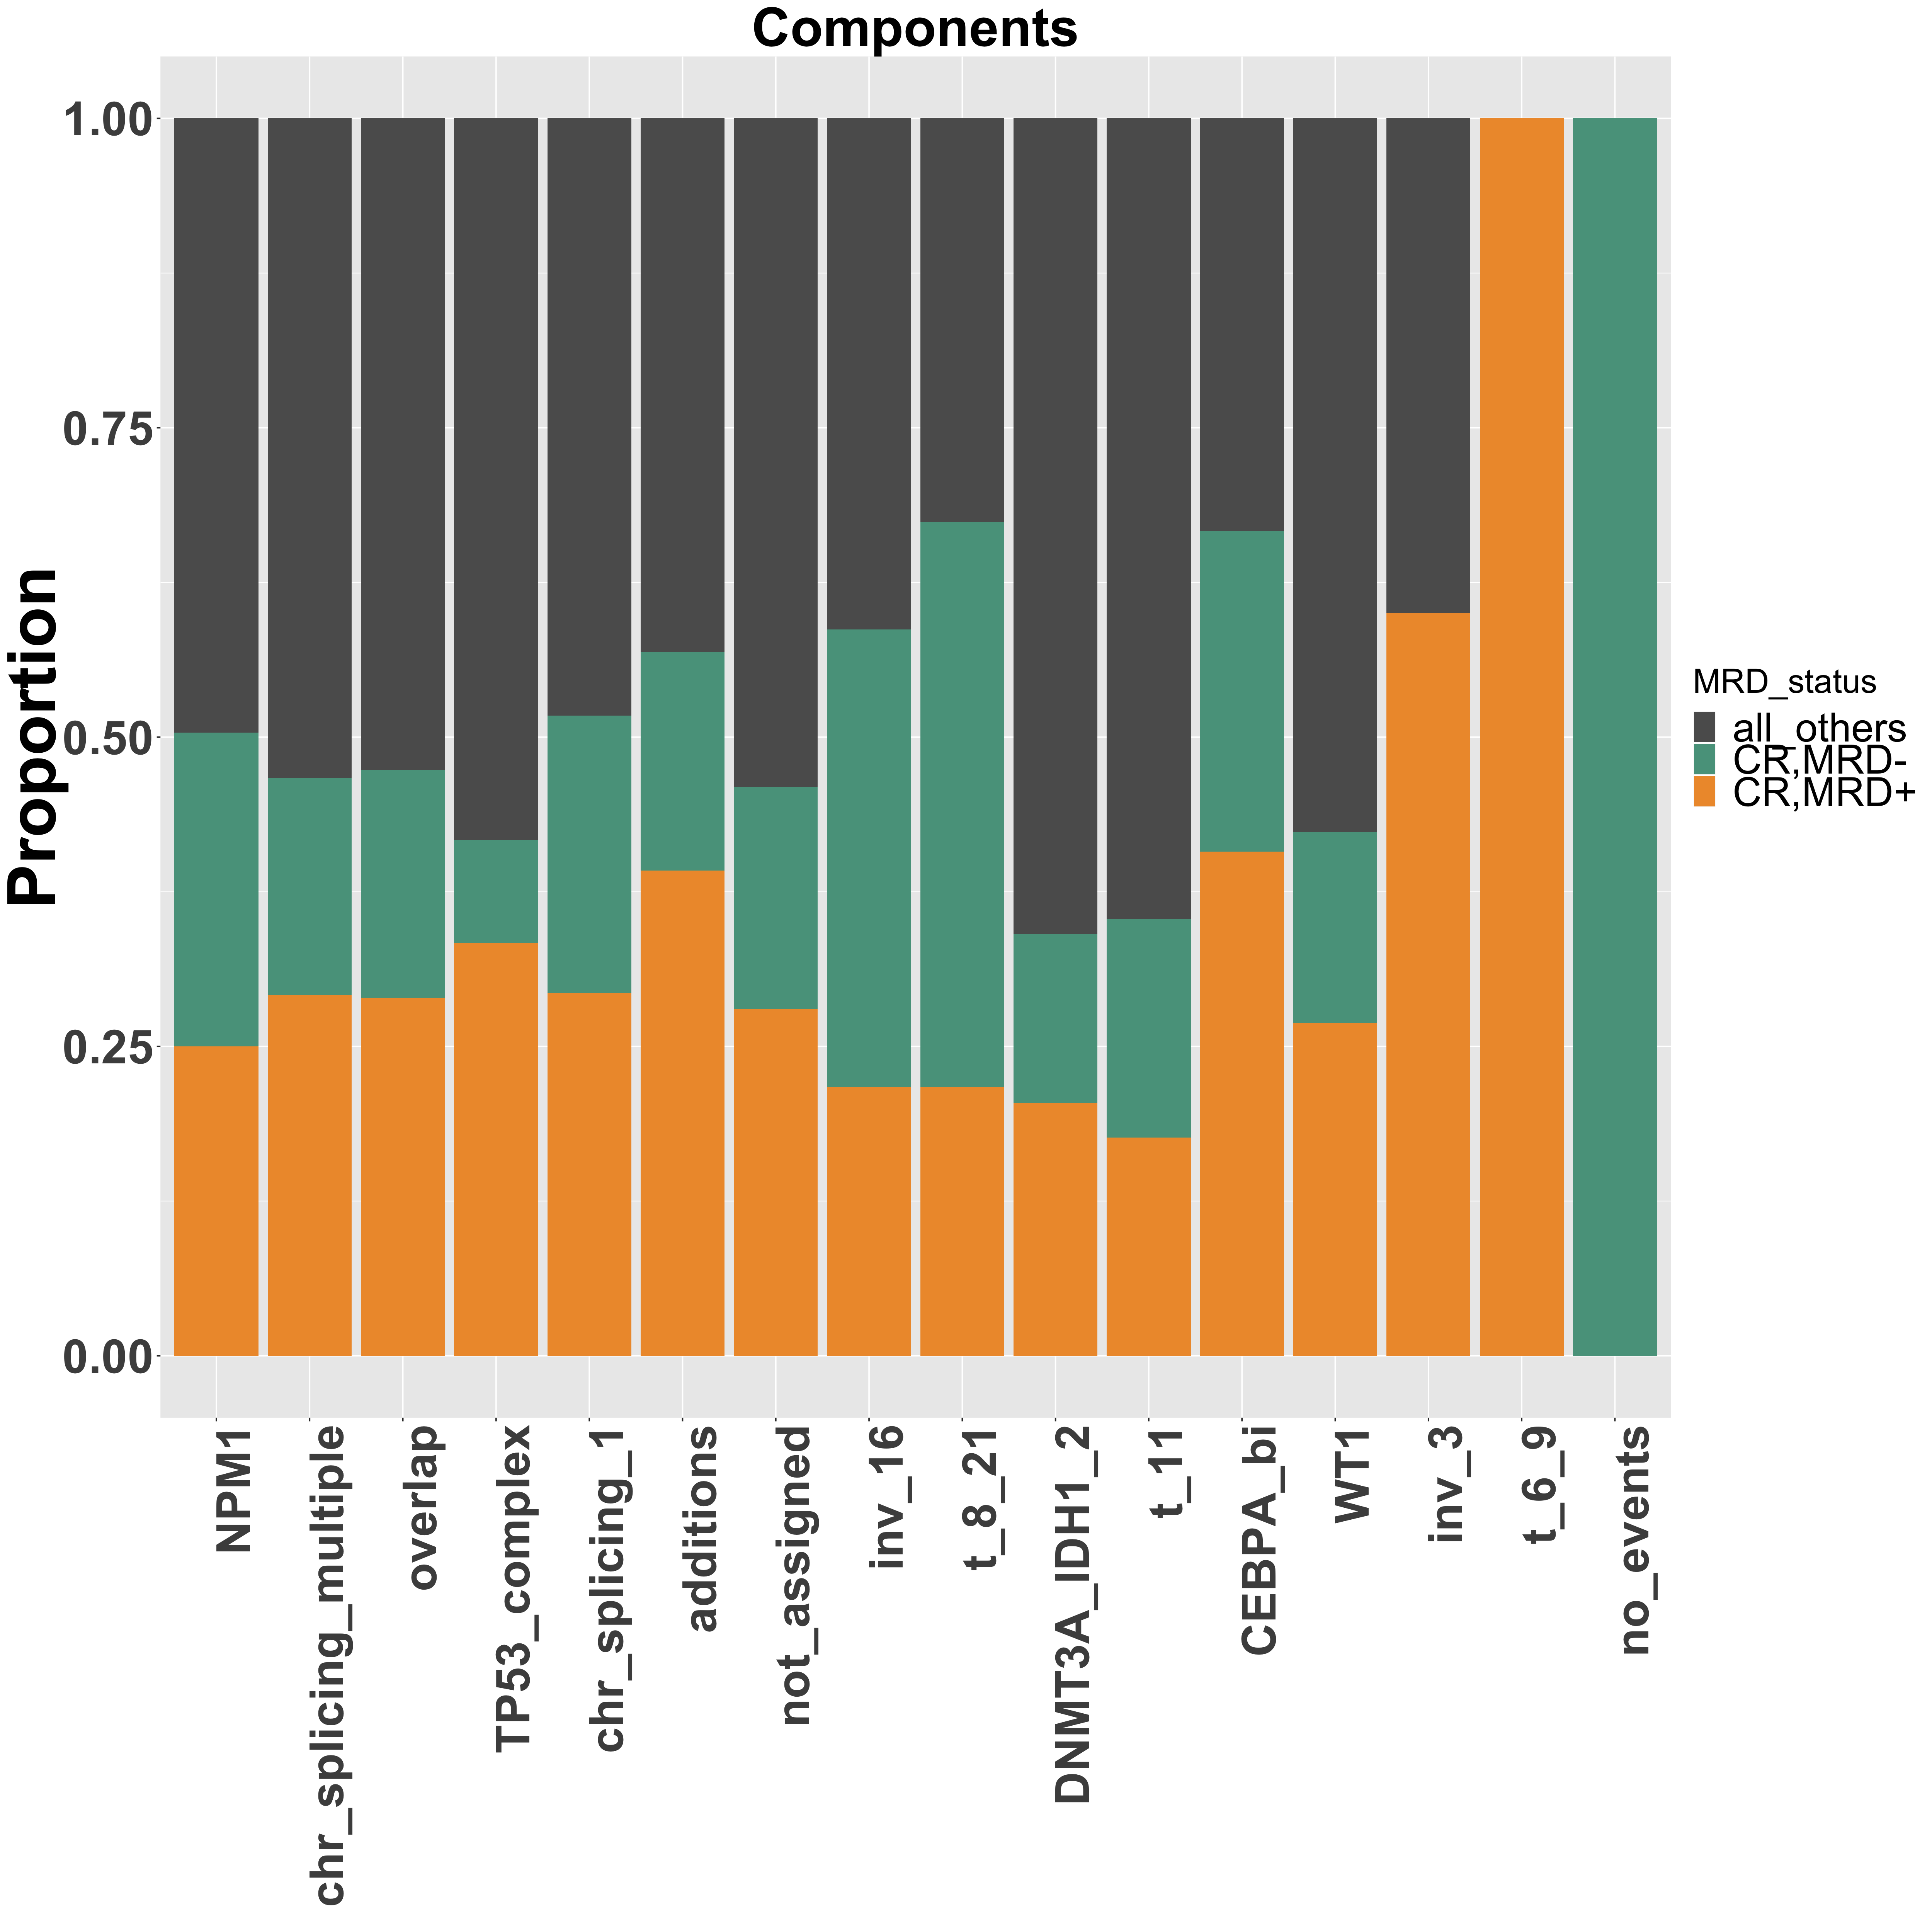 Components
Proportion
1.00
0.75
0.50
0.25
0.00
NPM1
chr_splicing_multiple
overlap
TP53_complex
chr_splicing_1
additions
not_assigned
inv_16
t_8_21
DNMT3A_IDH1_2
t_11
CEBPA_bi
WT1
inv_3
t_6_9
no_events
MRD_status
all_others
CR,MRD-
CR,MRD+